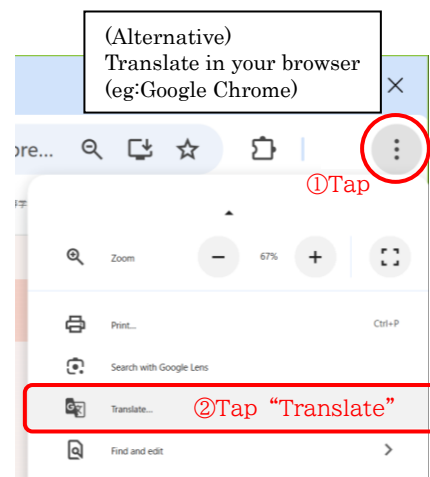 (Alternative)
Translate in your browser
(eg:Google Chrome)
ore...
①Tap
字
Zoom
67%
Print...
Ctrl+P
Search with Google Lens
Translate...
②Tap “Translate”
Find and edit